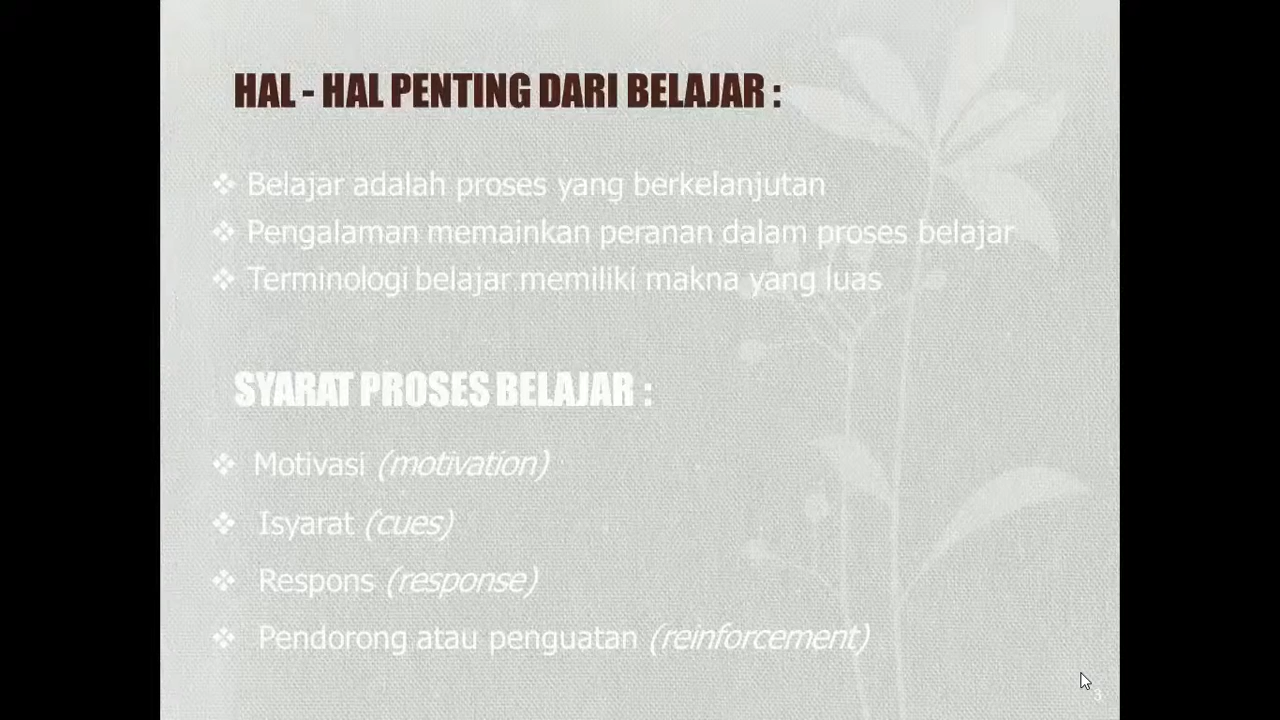 HAL - HAL PENTING DARI BELAJAR :
❖ Belajar adalah proses yang berkelanjutan
❖ Pengalaman memainkan peranan dalam proses belajar
❖ Terminologi belajar memiliki makna yang luas
SYARAT PROSES BELAJAR :
❖ Motivasi (motivation)
❖ Isyarat (cues)
❖ Respons (response)
❖ Pendorong atau penguatan (reinforcement)
3